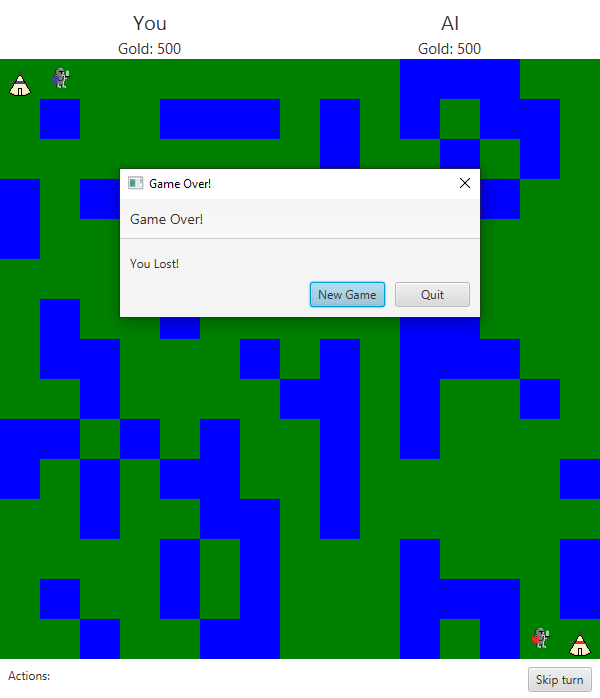 You
AI
Gold: 500
Gold: 500
Game Over!
Game Over!
You Lost!
New Game
Quit
Actions:
Skip turn